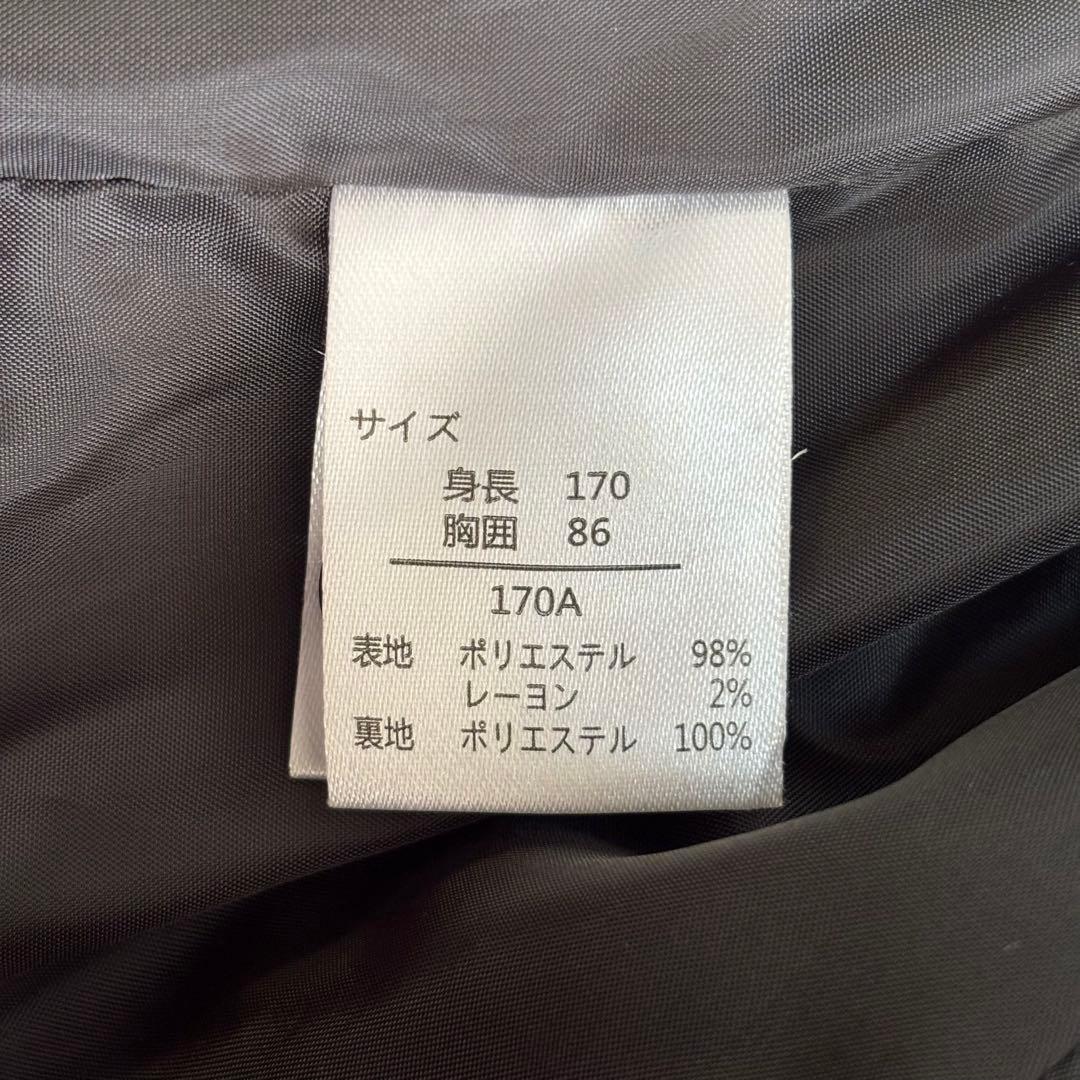 サイズ
身長 170
胸囲 86
170A
表地 ポリエステル 98%
レーヨン 2%
裏地 ポリエステル 100%